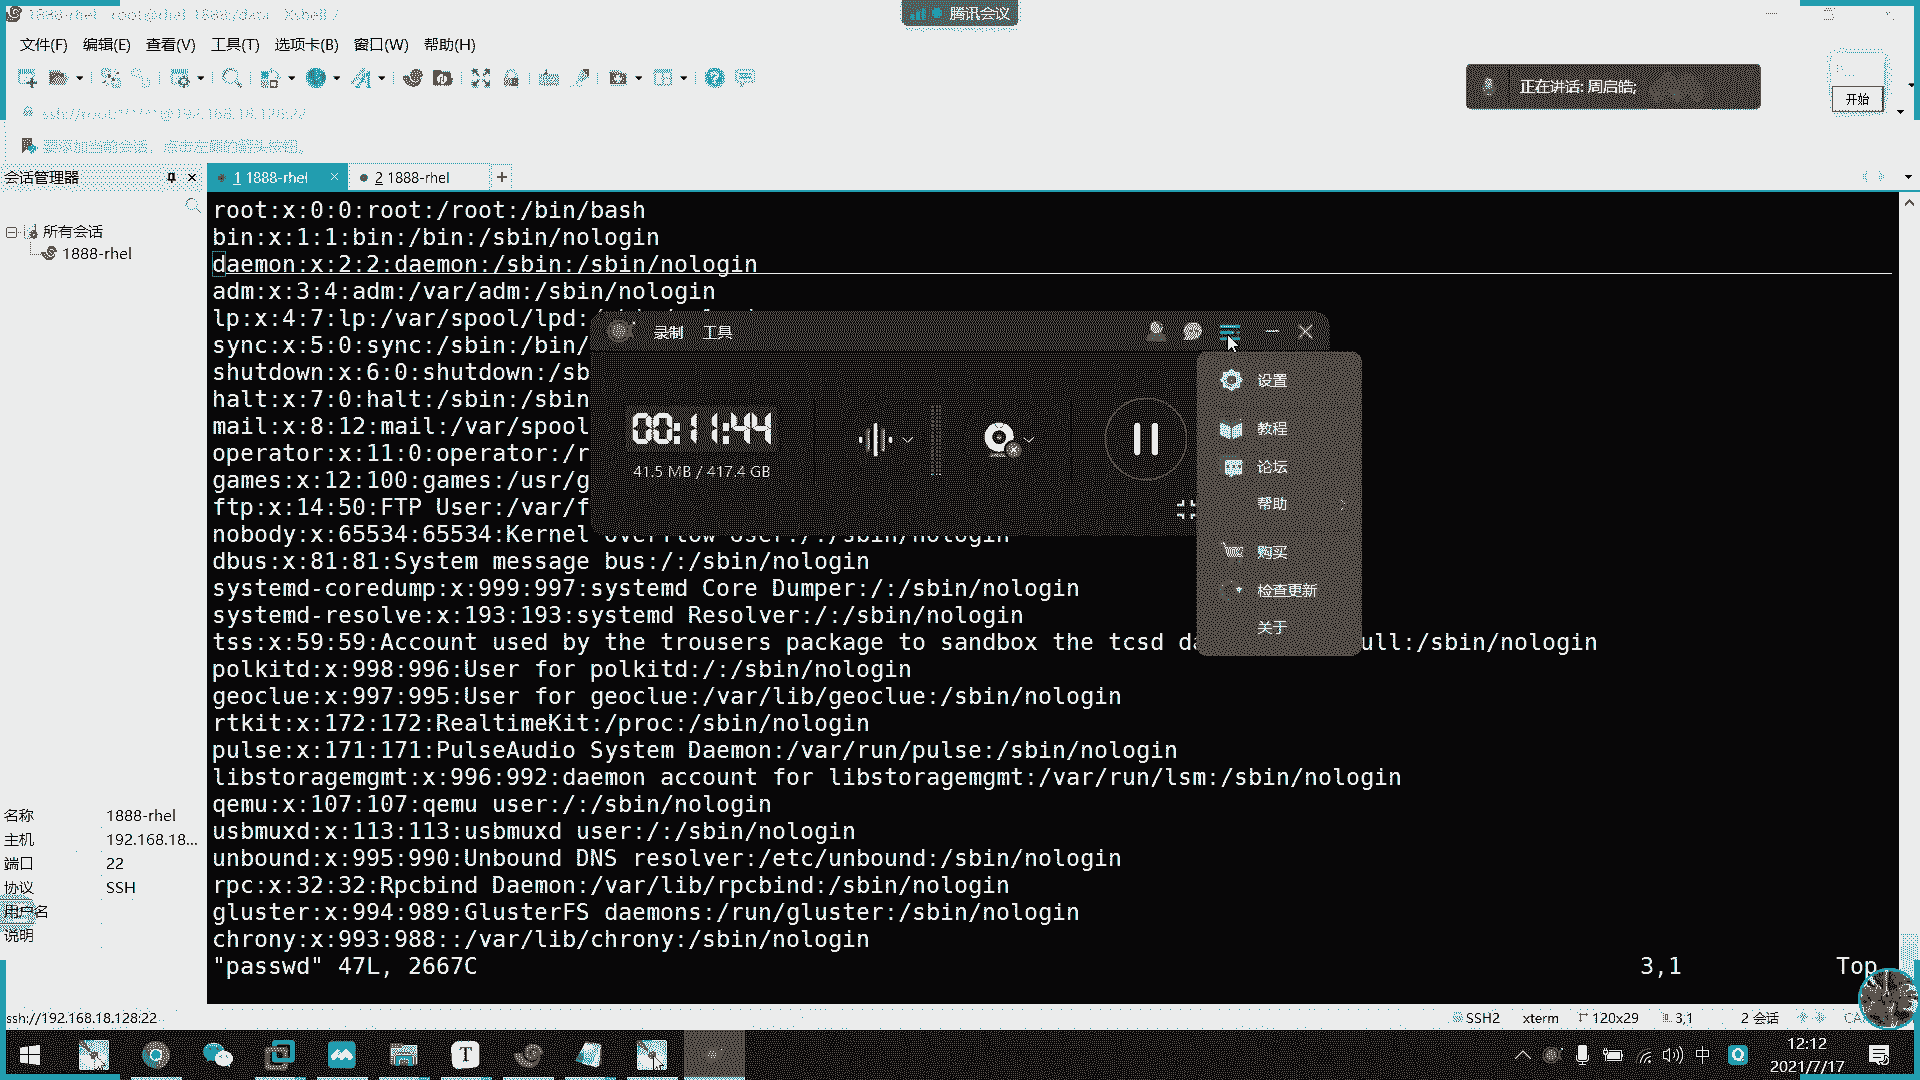 1888-rhel
腾讯会议
文件(F) 编辑(E) 查看(V) 工具(T) 选项卡(B) 窗口(W) 帮助(H)
正在讲话: 周启皓;
开始
ssh://root:*****@192.168.18.128:22
要添加当前会话，点击左侧的箭头按钮。
会话管理器
1 1888-rhel
2 1888-rhel
所有会话
1888-rhel
root:x:0:0:root:/root:/bin/bash
bin:x:1:1:bin:/bin:/sbin/nologin
daemon:x:2:2:daemon:/sbin:/sbin/nologin
adm:x:3:4:adm:/var/adm:/sbin/nologin
lp:x:4:7:lp:/var/spool/lpd:
sync:x:5:0:sync:/sbin:/bin/
shutdown:x:6:0:shutdown:/sb
halt:x:7:0:halt:/sbin:/sbin
mail:x:8:12:mail:/var/spool
operator:x:11:0:operator:/r
games:x:12:100:games:/usr/g
ftp:x:14:50:FTP User:/var/f
nobody:x:65534:65534:Kernel Overflow User:/:/sbin/nologin
dbus:x:81:81:System message bus:/:/sbin/nologin
systemd-coredump:x:999:997:systemd Core Dumper:/:/sbin/nologin
systemd-resolve:x:193:193:systemd Resolver:/:/sbin/nologin
tss:x:59:59:Account used by the trousers package to sandbox the tcsd da ull:/sbin/nologin
polkitd:x:998:996:User for polkitd:/:/sbin/nologin
geoclue:x:997:995:User for geoclue:/var/lib/geoclue:/sbin/nologin
rtkit:x:172:172:RealtimeKit:/proc:/sbin/nologin
pulse:x:171:171:PulseAudio System Daemon:/var/run/pulse:/sbin/nologin
libstoragemgmt:x:996:992:daemon account for libstoragemgmt:/var/run/lsm:/sbin/nologin
qemu:x:107:107:qemu user:/:/sbin/nologin
usbmuxd:x:113:113:usbmuxd user:/:/sbin/nologin
unbound:x:995:990:Unbound DNS resolver:/etc/unbound:/sbin/nologin
rpc:x:32:32:Rpcbind Daemon:/var/lib/rpcbind:/sbin/nologin
gluster:x:994:989:GlusterFS daemons:/run/gluster:/sbin/nologin
chrony:x:993:988::/var/lib/chrony:/sbin/nologin
"passwd" 47L, 2667C
3,1
Top
录制 工具
00:11:44
41.5 MB / 417.4 GB
设置
教程
论坛
帮助
购买
检查更新
关于
名称 1888-rhel
主机 192.168.18...
端口 22
协议 SSH
用户名
说明
ssh://192.168.18.128:22
SSH2
xterm
120x29
3,1
2 会话
中
12:12
2021/7/17